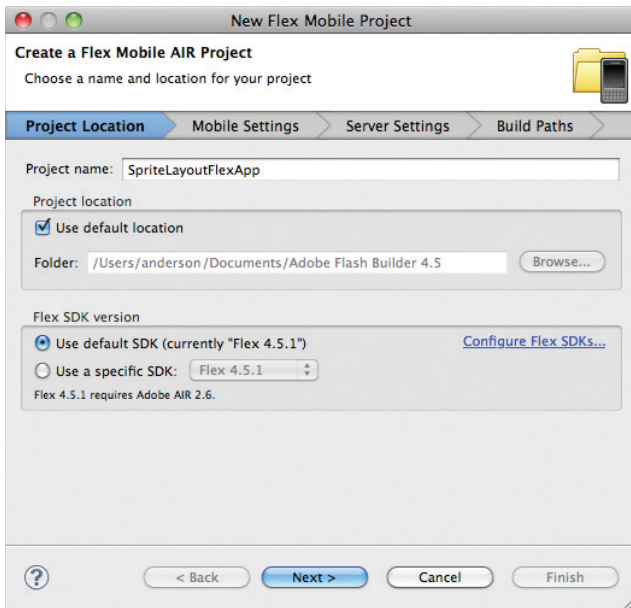 New Flex Mobile Project
Create a Flex Mobile AIR Project
Choose a name and location for your project
Project Location
Mobile Settings
Server Settings
Build Paths
Project name: SpriteLayoutFlexApp
Project location
Use default location
Folder: /Users/anderson/Documents/Adobe Flash Builder 4.5 Browse...
Flex SDK version
Use default SDK (currently "Flex 4.5.1") Configure Flex SDKs...
Use a specific SDK: Flex 4.5.1
Flex 4.5.1 requires Adobe AIR 2.6.
? < Back Next > Cancel Finish